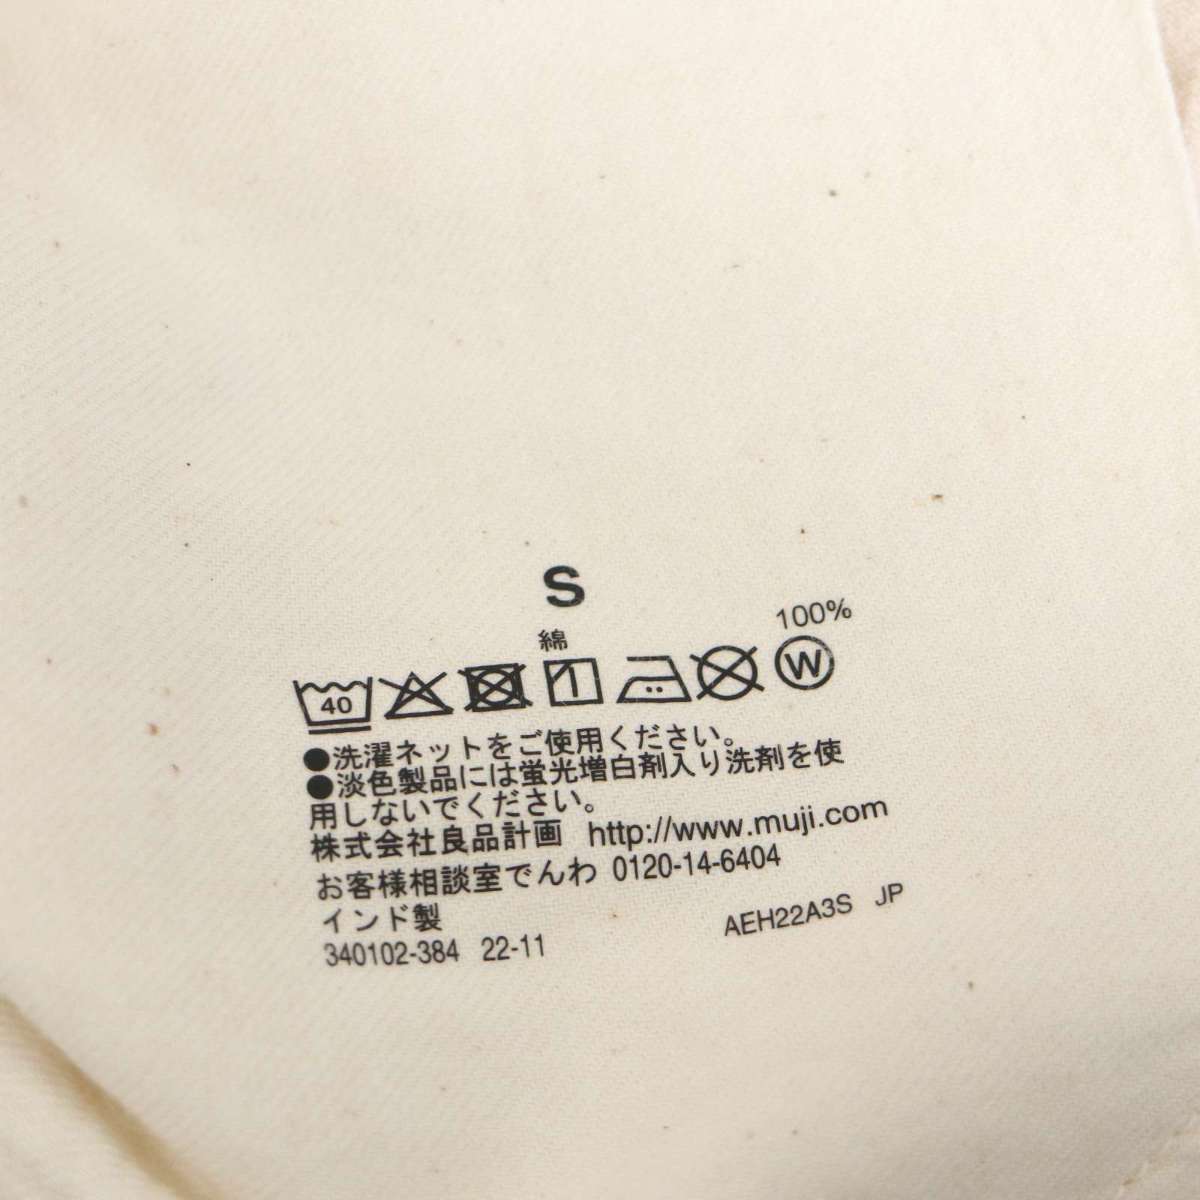 S
綿 100%
40 W
●洗濯ネットをご使用ください。
●淡色製品には蛍光増白剤入り洗剤を使
用しないでください。
株式会社良品計画 http://www.muji.com
お客様相談室でんわ 0120-14-6404
インド製
340102-384 22-11 AEH22A3S JP